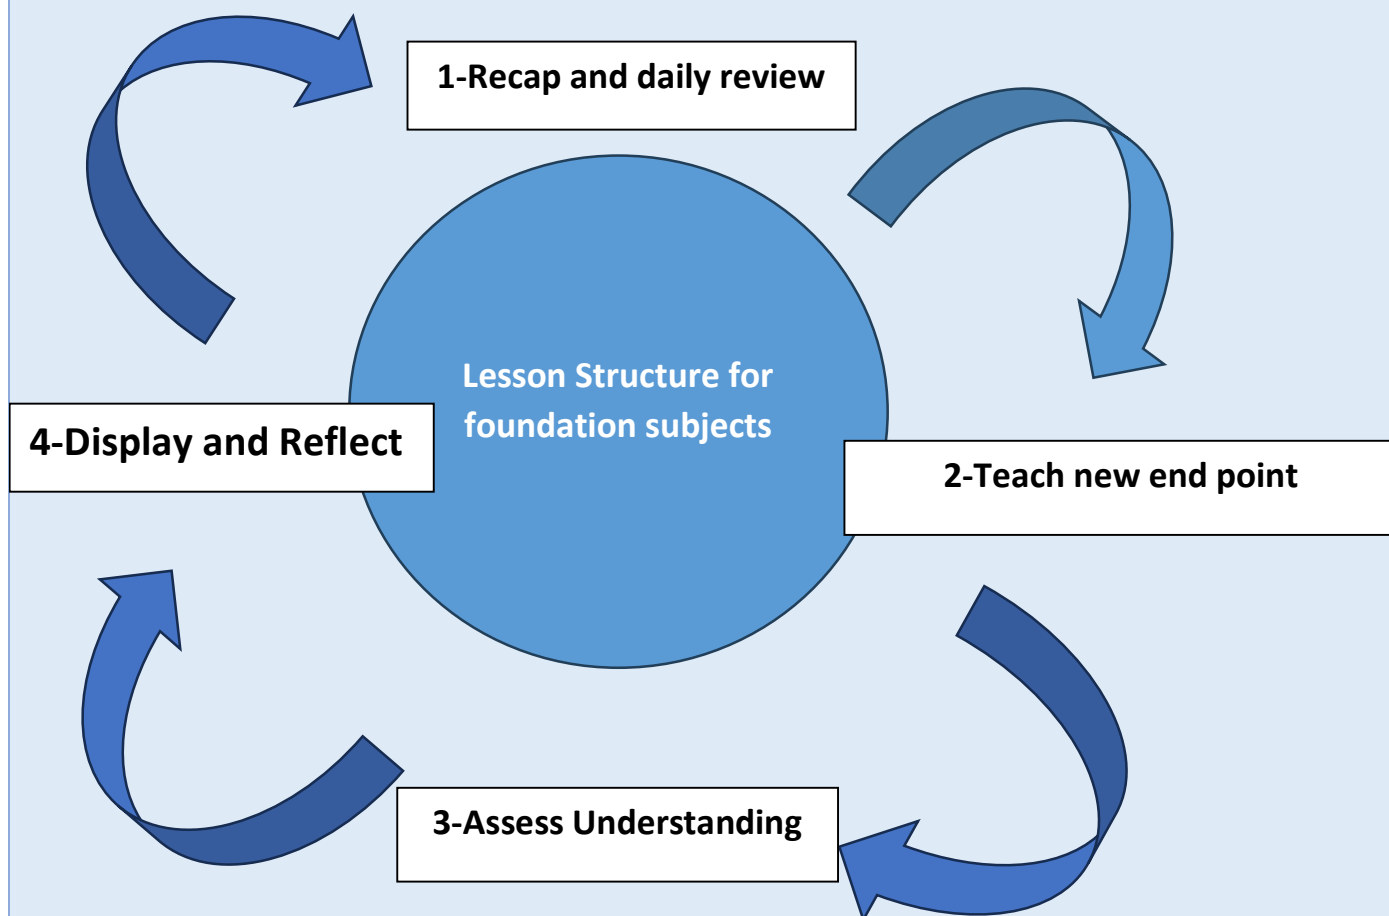 1-Recap and daily review
Lesson Structure for
foundation subjects
4-Display and Reflect
2-Teach new end point
3-Assess Understanding